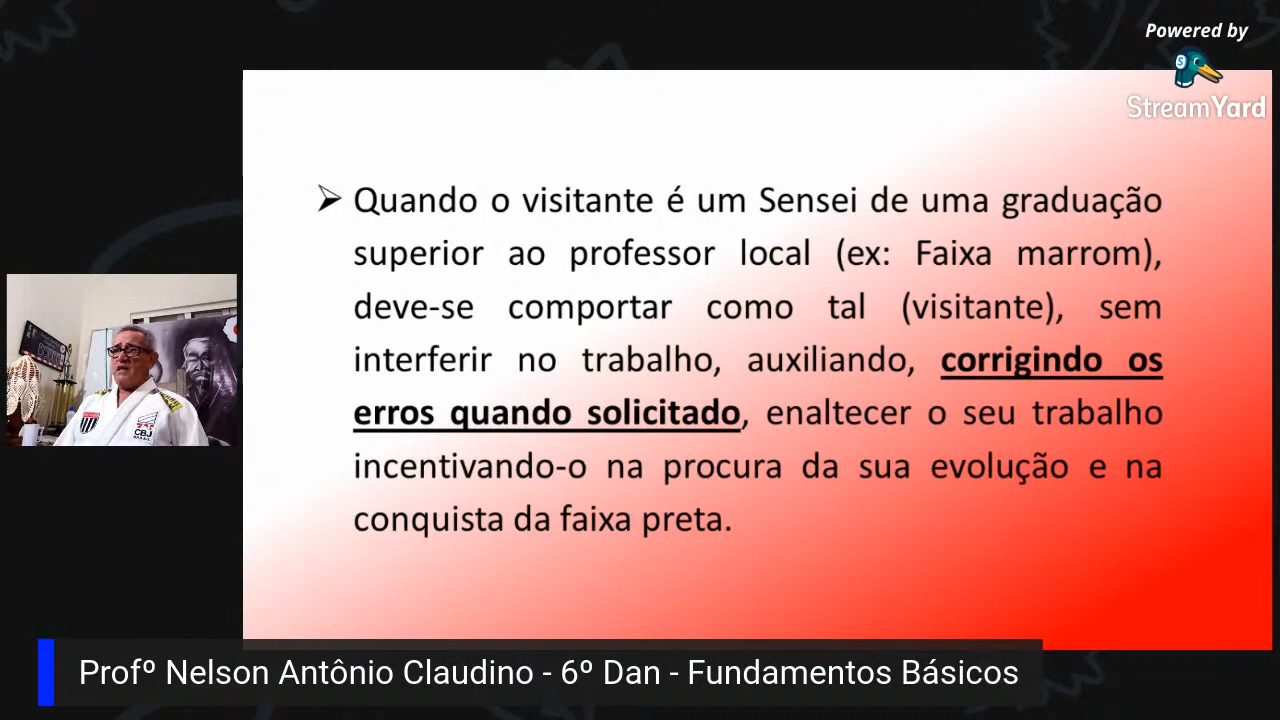 Powered by
StreamYard
➢ Quando o visitante é um Sensei de uma graduação
superior ao professor local (ex: Faixa marrom),
deve-se comportar como tal (visitante), sem
interferir no trabalho, auxiliando, corrigindo os
erros quando solicitado, enaltecer o seu trabalho
incentivando-o na procura da sua evolução e na
conquista da faixa preta.
CBJ
BRASIL
Profº Nelson Antônio Claudino - 6º Dan - Fundamentos Básicos